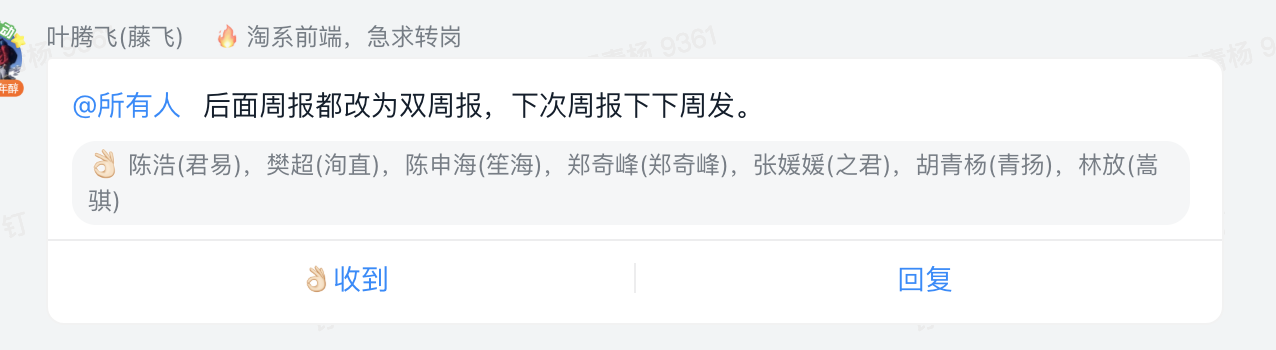 叶腾飞(藤飞) 🔥 淘系前端，急求转岗
@所有人 后面周报都改为双周报，下次周报下下周发。
👌🏻 陈浩(君易)，樊超(洵直)，陈申海(笙海)，郑奇峰(郑奇峰)，张媛媛(之君)，胡青杨(青扬)，林放(嵩
骐)
👌🏻收到 回复